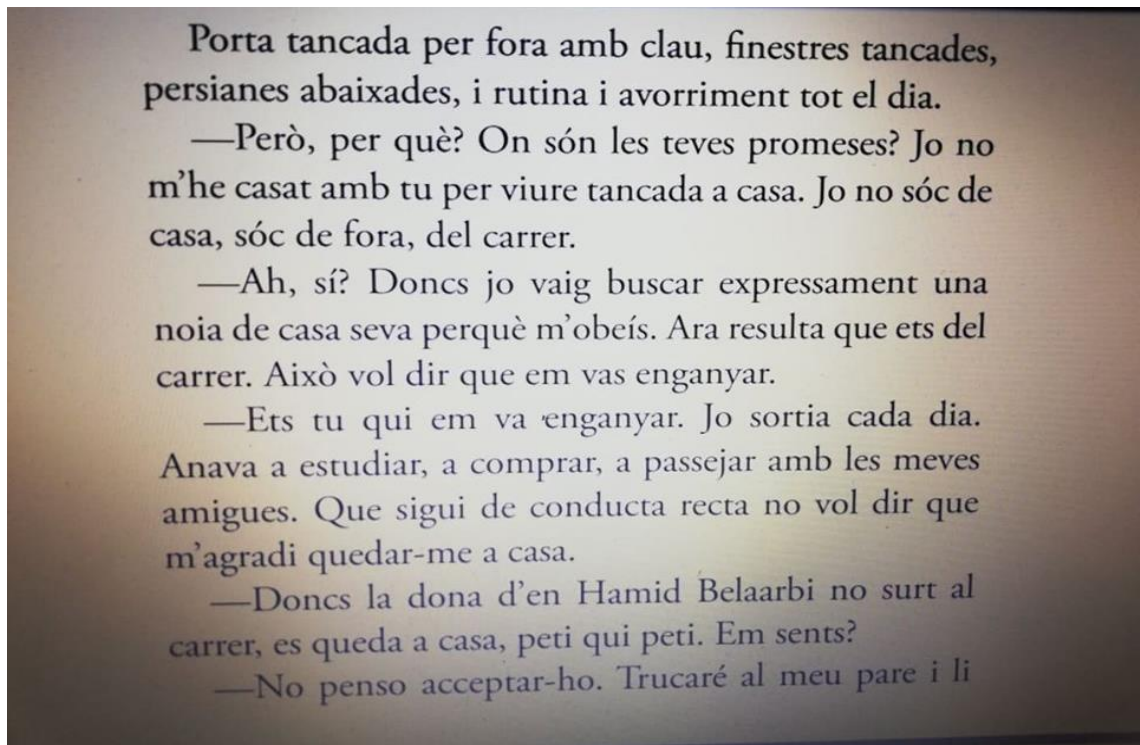 Porta tancada per fora amb clau, finestres tancades,
persianes abaixades, i rutina i avorriment tot el dia.
—Però, per què? On són les teves promeses? Jo no
m’he casat amb tu per viure tancada a casa. Jo no sóc de
casa, sóc de fora, del carrer.
—Ah, sí? Doncs jo vaig buscar expressament una
noia de casa seva perquè m’obeís. Ara resulta que ets del
carrer. Això vol dir que em vas enganyar.
—Ets tu qui em va enganyar. Jo sortia cada dia.
Anava a estudiar, a comprar, a passejar amb les meves
amigues. Que sigui de conducta recta no vol dir que
m’agradi quedar-me a casa.
—Doncs la dona d’en Hamid Belaarbi no surt al
carrer, es queda a casa, peti qui peti. Em sents?
—No penso acceptar-ho. Trucaré al meu pare i li